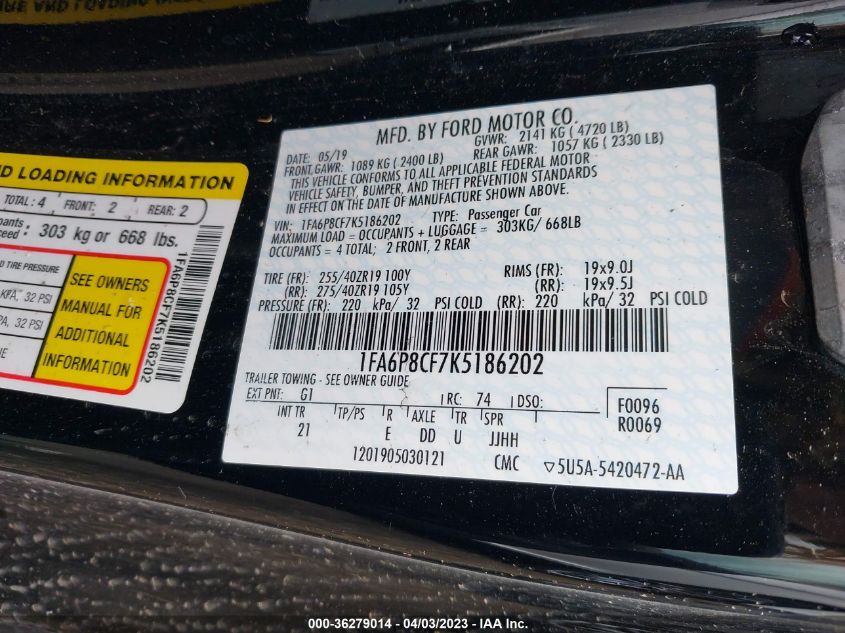 ND LOADING INFORMATION
TOTAL: 4 FRONT: 2 REAR: 2
303 kg or 668 lbs.
TIRE PRESSURE
KPA, 32 PSI
PA, 32 PSI
SEE OWNERS
MANUAL FOR
ADDITIONAL
INFORMATION
1FA6P8CF7K5186202
MFD. BY FORD MOTOR CO.
DATE: 05/19 GVWR: 2141 KG ( 4720 LB)
FRONT GAWR: 1089 KG ( 2400 LB) REAR GAWR: 1057 KG ( 2330 LB)
THIS VEHICLE CONFORMS TO ALL APPLICABLE FEDERAL MOTOR
VEHICLE SAFETY, BUMPER, AND THEFT PREVENTION STANDARDS
IN EFFECT ON THE DATE OF MANUFACTURE SHOWN ABOVE.
VIN: 1FA6P8CF7K5186202 TYPE: Passenger Car
MAXIMUM LOAD = OCCUPANTS + LUGGAGE = 303KG/ 668LB
OCCUPANTS = 4 TOTAL; 2 FRONT, 2 REAR
TIRE (FR): 255/40ZR19 100Y RIMS (FR): 19x9.0J
(RR): 275/40ZR19 105Y (RR): 19x9.5J
PRESSURE (FR): 220 kPa/ 32 PSI COLD (RR): 220 kPa/ 32 PSI COLD
1FA6P8CF7K5186202
TRAILER TOWING - SEE OWNER GUIDE
EXT PNT: G1 RC: 74 DSO: F0096
R0069
INT TR TP/PS R AXLE TR SPR
21 E DD U JJHH
1201905030121 CMC 5U5A-5420472-AA
000-36279014 - 04/03/2023 - IAA Inc.